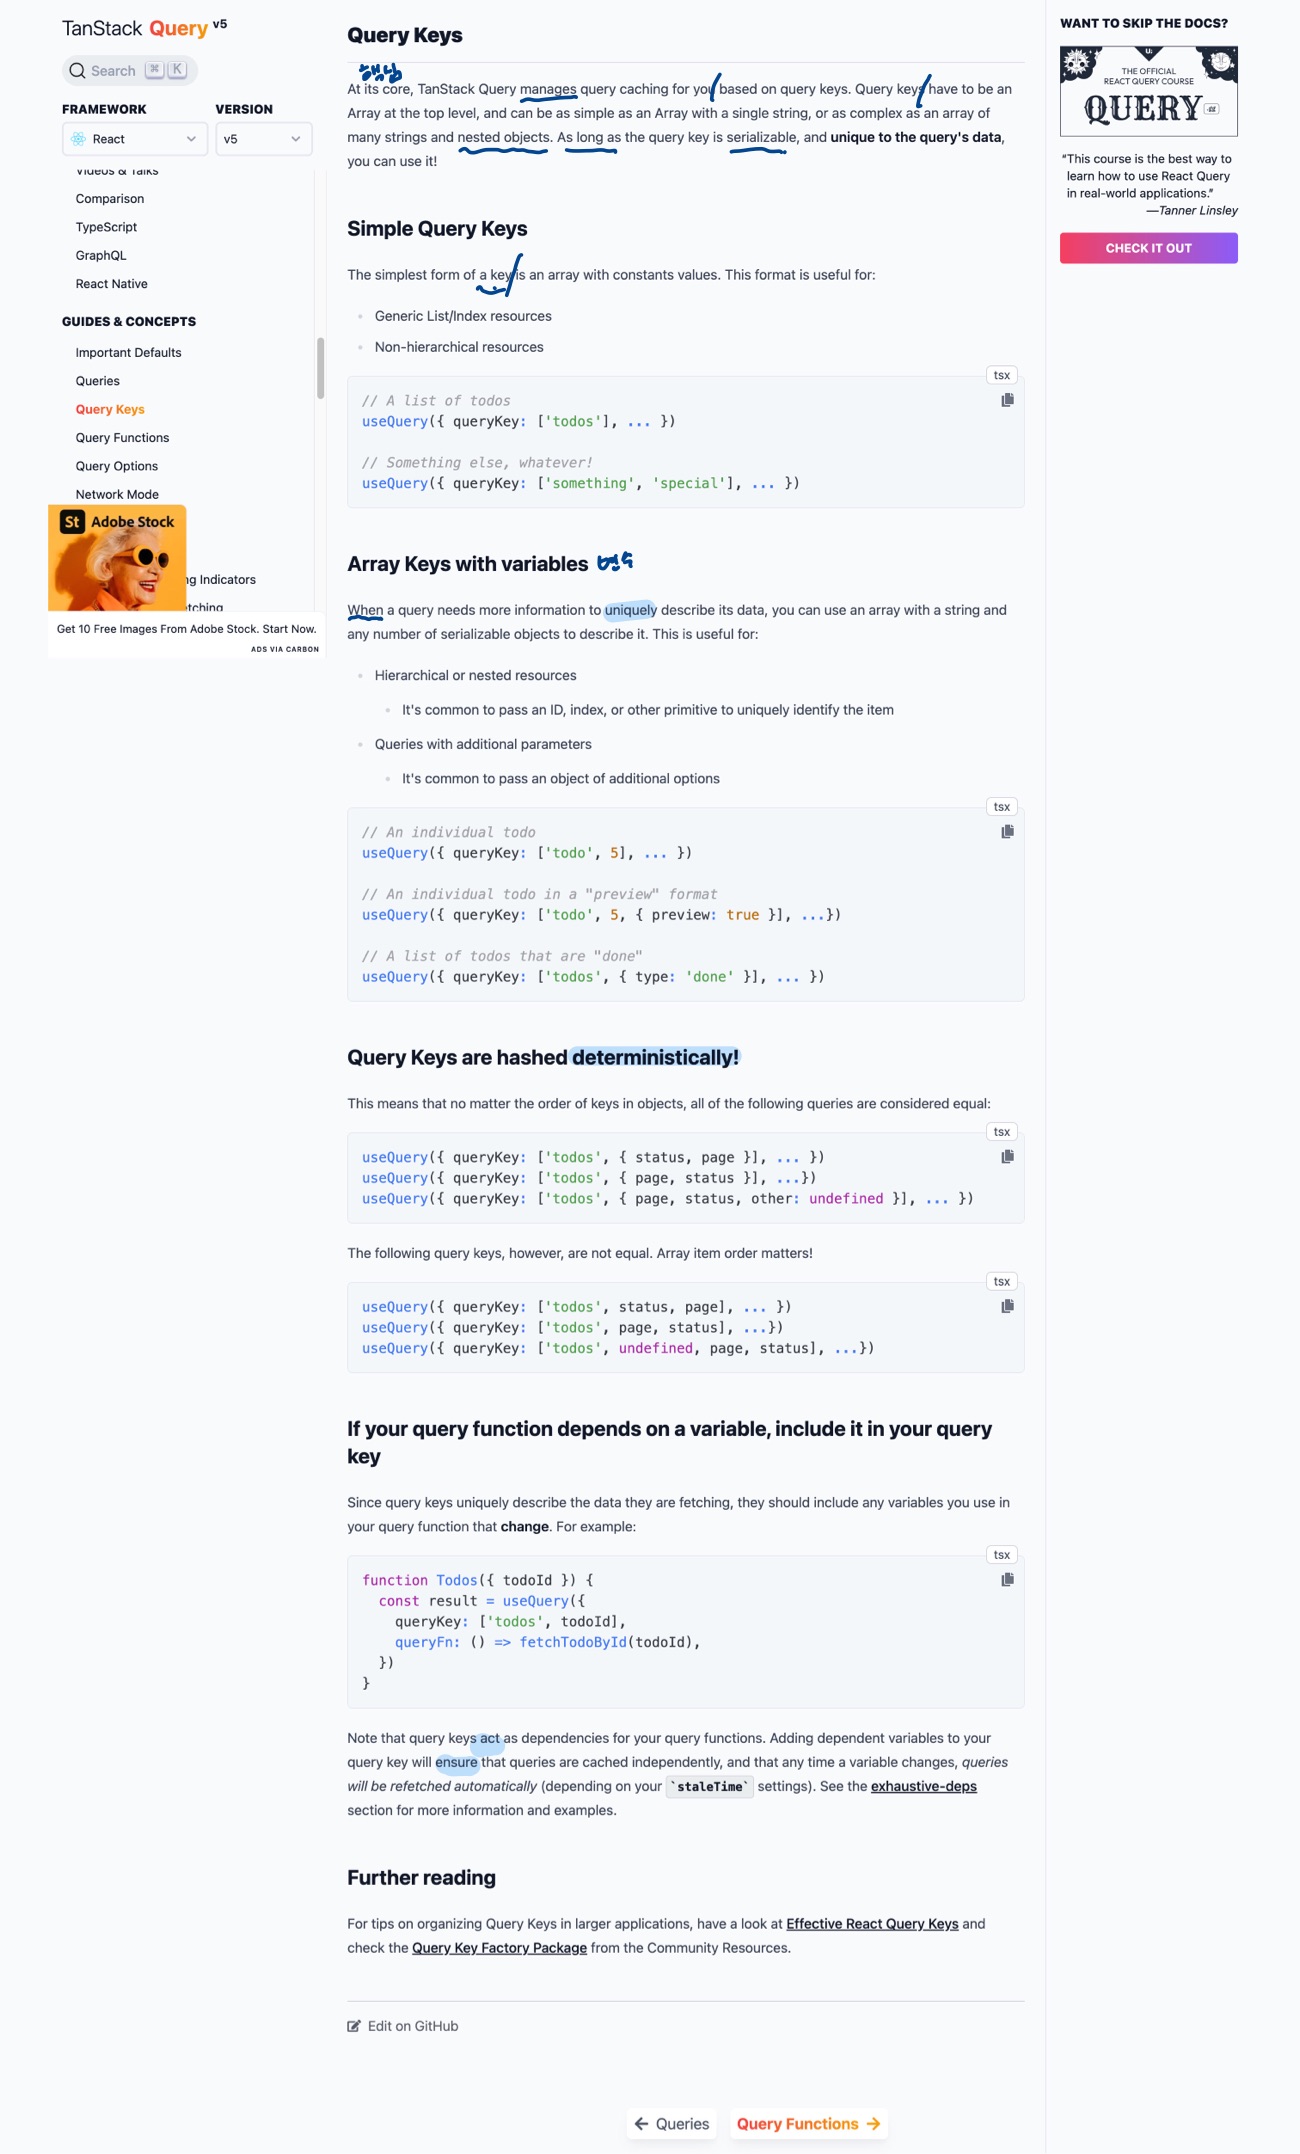 TanStack Query v5
Search ⌘ K
FRAMEWORK
VERSION
React
v5
Videos & Talks
Comparison
TypeScript
GraphQL
React Native
GUIDES & CONCEPTS
Important Defaults
Queries
Query Keys
Query Functions
Query Options
Network Mode
ng Indicators
etching
St Adobe Stock
Get 10 Free Images From Adobe Stock. Start Now.
ADS VIA CARBON
Query Keys
핵심
At its core, TanStack Query manages query caching for you based on query keys. Query keys have to be an
Array at the top level, and can be as simple as an Array with a single string, or as complex as an array of
many strings and nested objects. As long as the query key is serializable, and unique to the query's data,
you can use it!
Simple Query Keys
The simplest form of a key is an array with constants values. This format is useful for:
Generic List/Index resources
Non-hierarchical resources
tsx
// A list of todos
useQuery({ queryKey: ['todos'], ... })
// Something else, whatever!
useQuery({ queryKey: ['something', 'special'], ... })
Array Keys with variables 변수
When a query needs more information to uniquely describe its data, you can use an array with a string and
any number of serializable objects to describe it. This is useful for:
Hierarchical or nested resources
It's common to pass an ID, index, or other primitive to uniquely identify the item
Queries with additional parameters
It's common to pass an object of additional options
tsx
// An individual todo
useQuery({ queryKey: ['todo', 5], ... })
// An individual todo in a "preview" format
useQuery({ queryKey: ['todo', 5, { preview: true }], ...})
// A list of todos that are "done"
useQuery({ queryKey: ['todos', { type: 'done' }], ... })
Query Keys are hashed deterministically!
This means that no matter the order of keys in objects, all of the following queries are considered equal:
tsx
useQuery({ queryKey: ['todos', { status, page }], ... })
useQuery({ queryKey: ['todos', { page, status }], ...})
useQuery({ queryKey: ['todos', { page, status, other: undefined }], ... })
The following query keys, however, are not equal. Array item order matters!
tsx
useQuery({ queryKey: ['todos', status, page], ... })
useQuery({ queryKey: ['todos', page, status], ...})
useQuery({ queryKey: ['todos', undefined, page, status], ...})
If your query function depends on a variable, include it in your query
key
Since query keys uniquely describe the data they are fetching, they should include any variables you use in
your query function that change. For example:
tsx
function Todos({ todoId }) {
const result = useQuery({
queryKey: ['todos', todoId],
queryFn: () => fetchTodoById(todoId),
})
}
Note that query keys act as dependencies for your query functions. Adding dependent variables to your
query key will ensure that queries are cached independently, and that any time a variable changes, queries
will be refetched automatically (depending on your `staleTime` settings). See the exhaustive-deps
section for more information and examples.
Further reading
For tips on organizing Query Keys in larger applications, have a look at Effective React Query Keys and
check the Query Key Factory Package from the Community Resources.
Edit on GitHub
← Queries
Query Functions →
WANT TO SKIP THE DOCS?
ui.
THE OFFICIAL
REACT QUERY COURSE
QUERY
“This course is the best way to
learn how to use React Query
in real-world applications.”
—Tanner Linsley
CHECK IT OUT